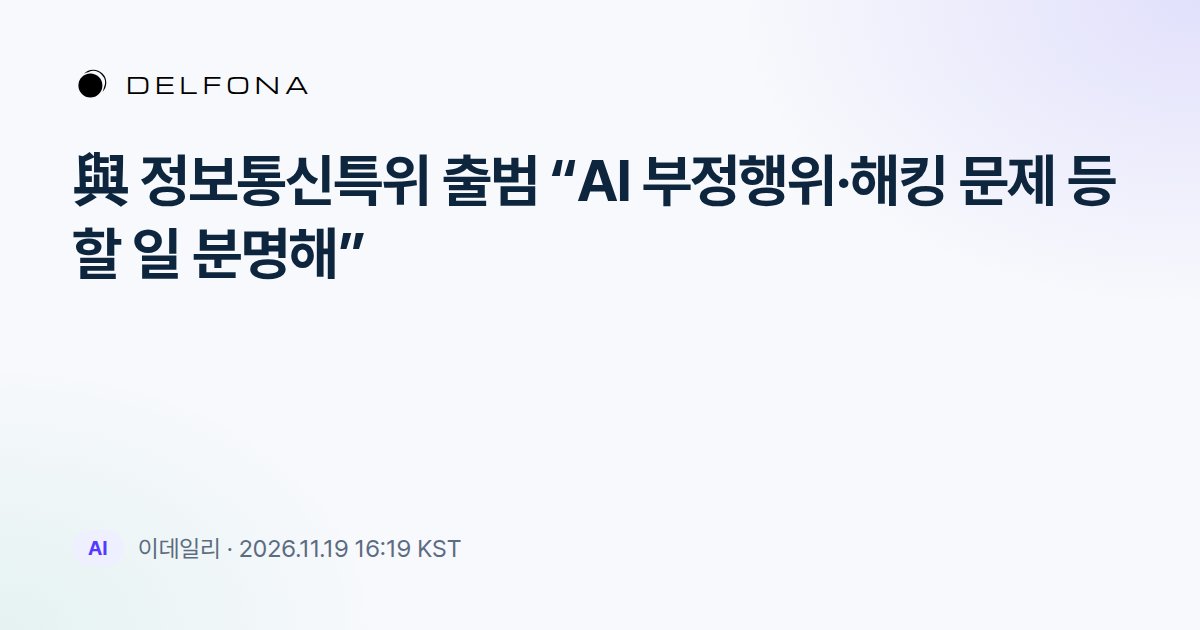 DELFONA
與 정보통신특위 출범 “AI 부정행위·해킹 문제 등
할 일 분명해”
AI 이데일리 · 2026.11.19 16:19 KST